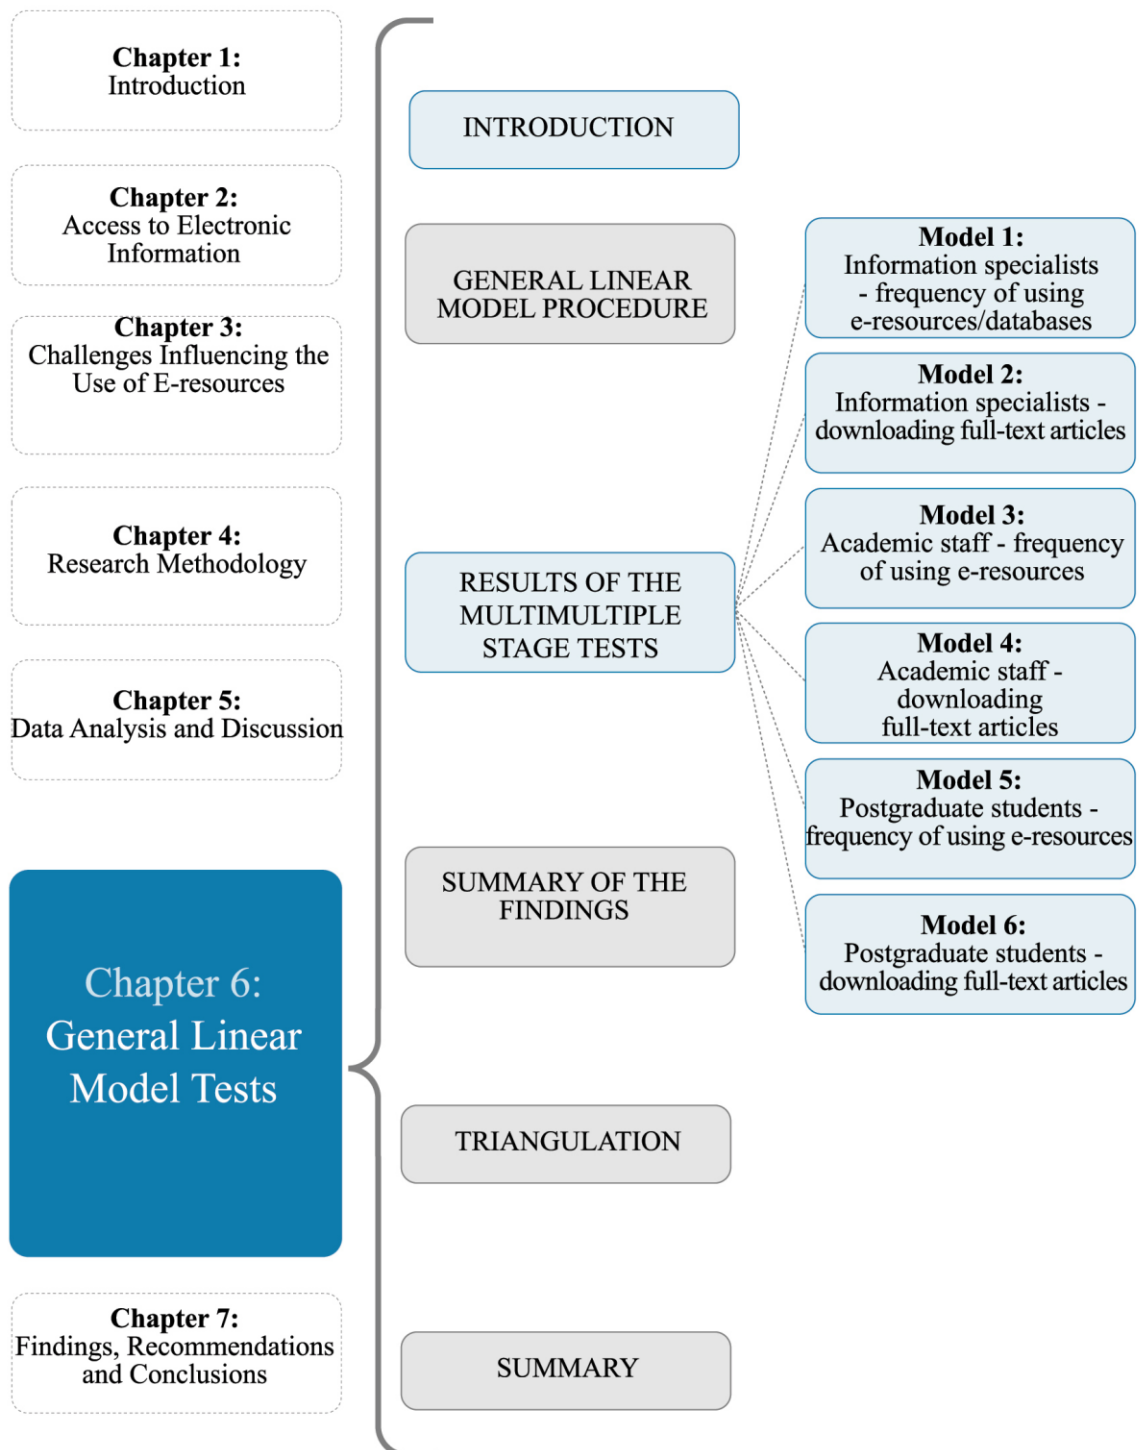 Chapter 1:
Introduction
Chapter 2:
Access to Electronic
Information
Chapter 3:
Challenges Influencing the
Use of E-resources
Chapter 4:
Research Methodology
Chapter 5:
Data Analysis and Discussion
Chapter 6:
General Linear
Model Tests
Chapter 7:
Findings, Recommendations
and Conclusions
INTRODUCTION
GENERAL LINEAR
MODEL PROCEDURE
RESULTS OF THE
MULTIMULTIPLE
STAGE TESTS
SUMMARY OF THE
FINDINGS
TRIANGULATION
SUMMARY
Model 1:
Information specialists
- frequency of using
e-resources/databases
Model 2:
Information specialists -
downloading full-text articles
Model 3:
Academic staff - frequency
of using e-resources
Model 4:
Academic staff -
downloading
full-text articles
Model 5:
Postgraduate students -
frequency of using e-resources
Model 6:
Postgraduate students -
downloading full-text articles